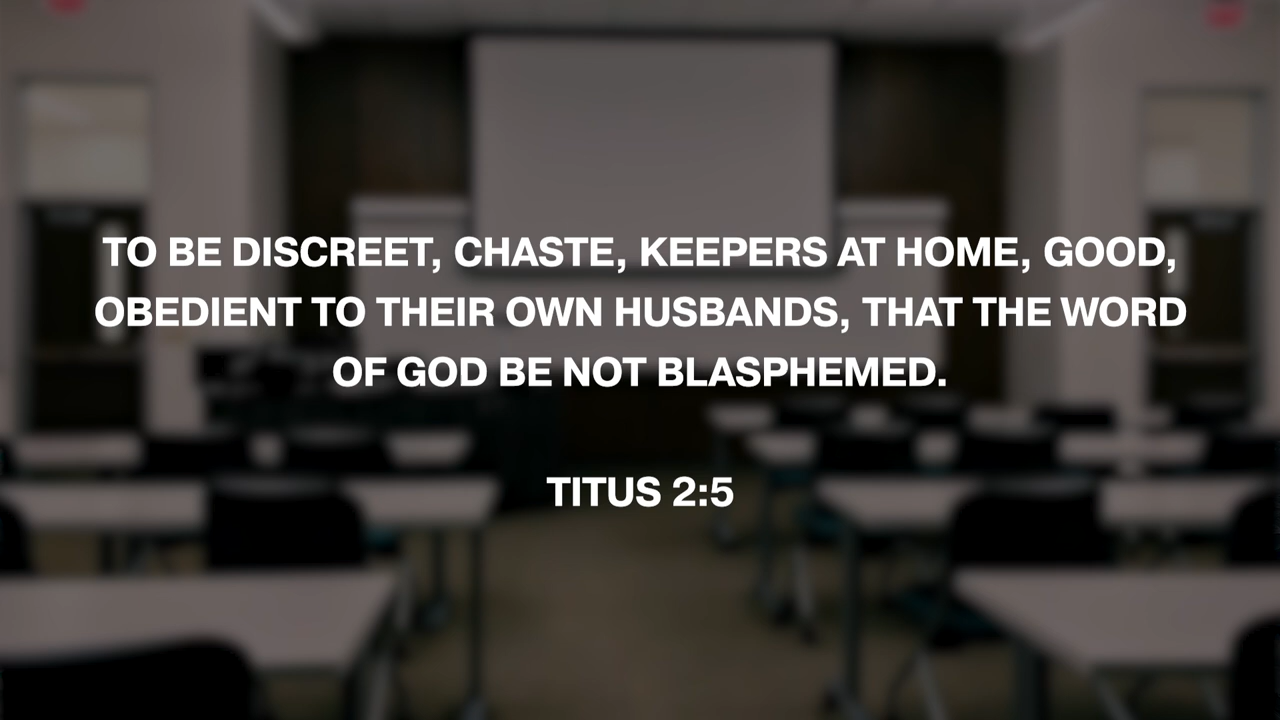 TO BE DISCREET, CHASTE, KEEPERS AT HOME, GOOD,
OBEDIENT TO THEIR OWN HUSBANDS, THAT THE WORD
OF GOD BE NOT BLASPHEMED.
TITUS 2:5